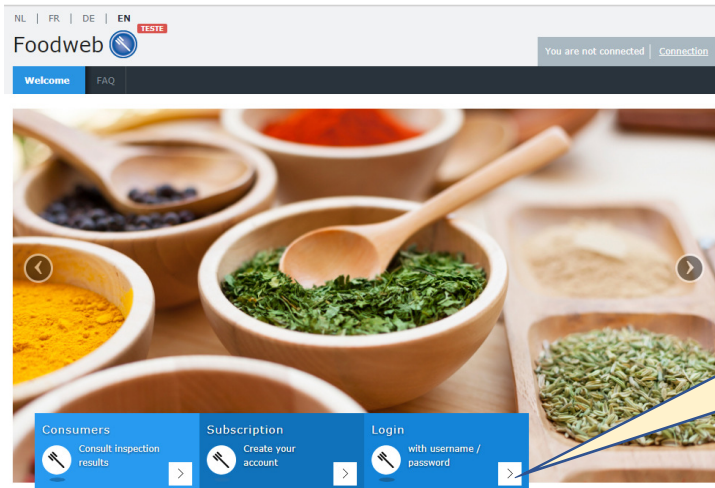 NL | FR | DE | EN
TESTE
Foodweb
You are not connected | Connection
Welcome FAQ
Consumers
Consult inspection
results
Subscription
Create your
account
Login
with username /
password